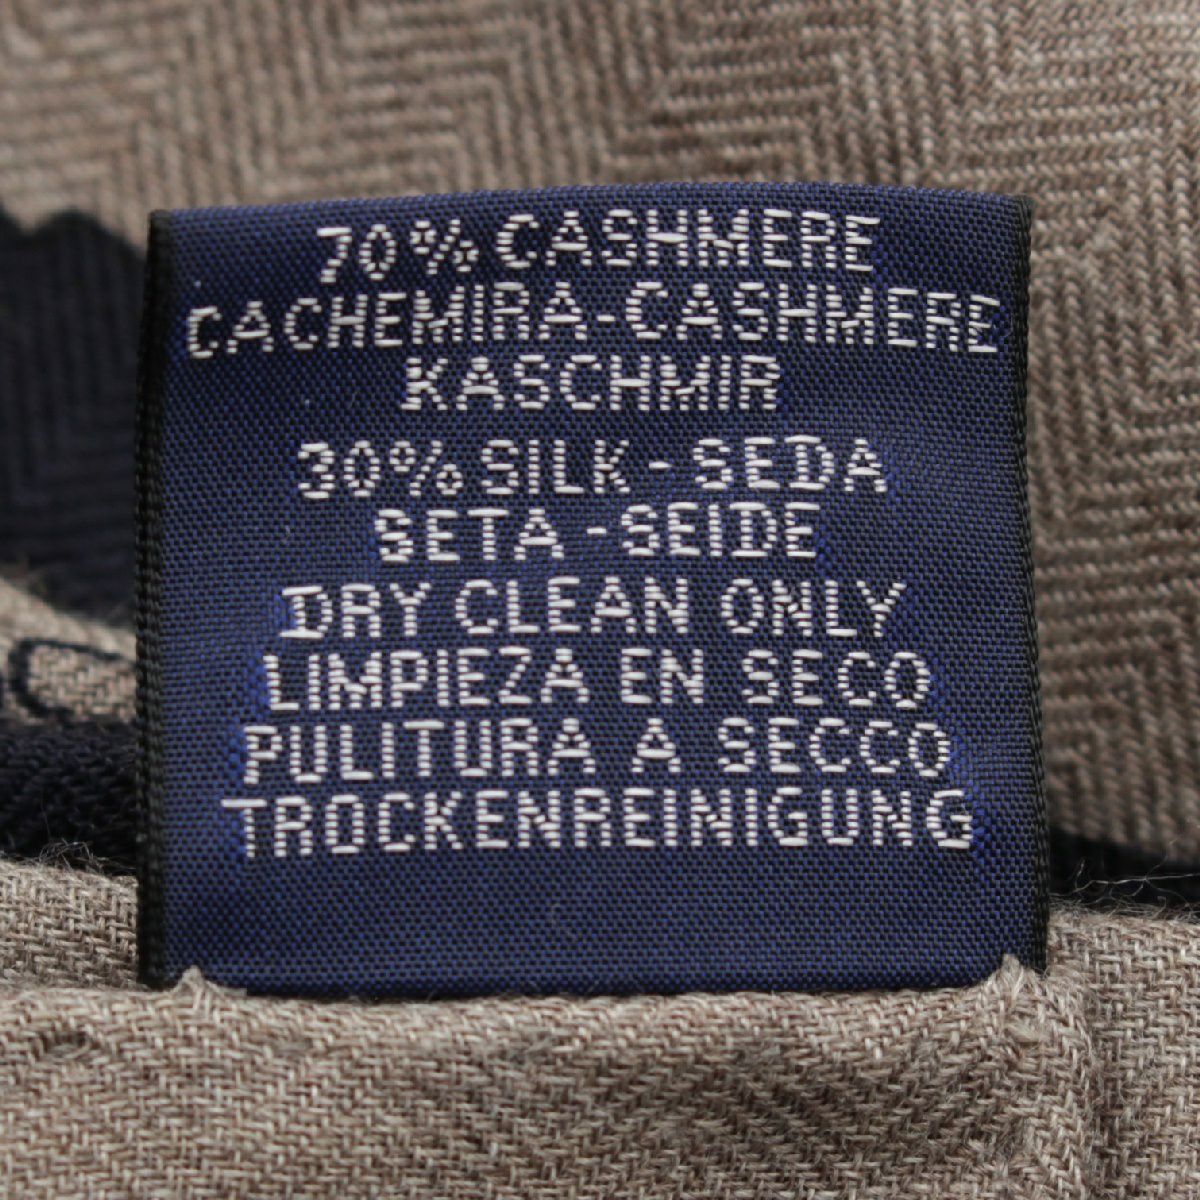 70% CASHMERE
CACHEMIRA-CASHMERE
KASCHMIR
30% SILK - SEDA
SETA - SEIDE
DRY CLEAN ONLY
LIMPIEZA EN SECO
PULITURA A SECCO
TROCKENREINIGUNG